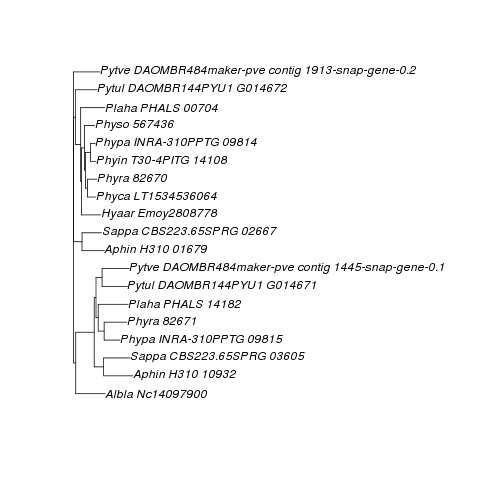 Pytve DAOMBR484maker-pve contig 1913-snap-gene-0.2
Pytul DAOMBR144PYU1 G014672
Plaha PHALS 00704
Physo 567436
Phypa INRA-310PPTG 09814
Phyin T30-4PITG 14108
Phyra 82670
Phyca LT1534536064
Hyaar Emoy2808778
Sappa CBS223.65SPRG 02667
Aphin H310 01679
Pytve DAOMBR484maker-pve contig 1445-snap-gene-0.1
Pytul DAOMBR144PYU1 G014671
Plaha PHALS 14182
Phyra 82671
Phypa INRA-310PPTG 09815
Sappa CBS223.65SPRG 03605
Aphin H310 10932
Albla Nc14097900